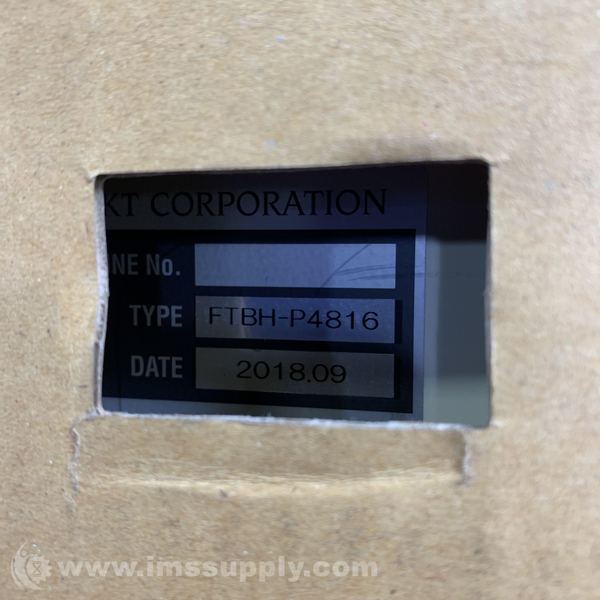 KT CORPORATION
NE No.
TYPE FTBH-P4816
DATE 2018.09
www.imssupply.com